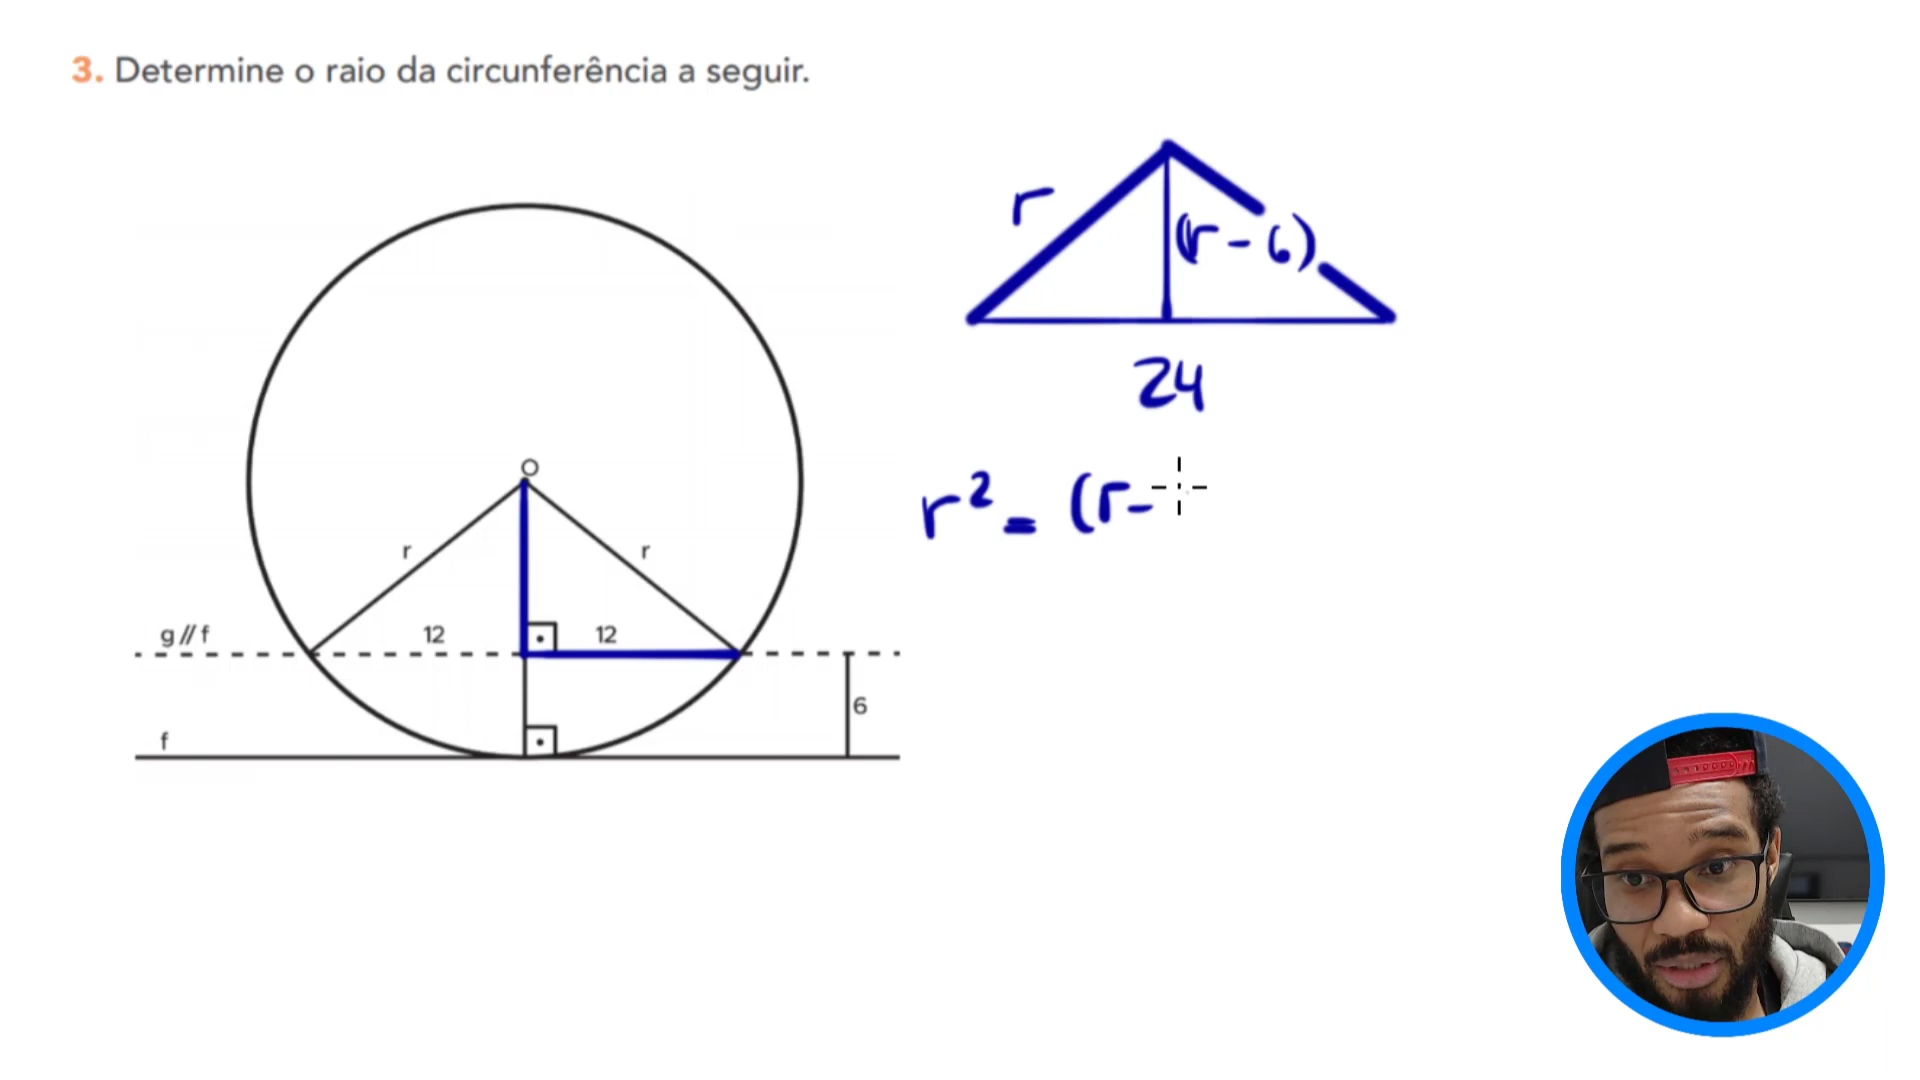 3. Determine o raio da circunferência a seguir.
r
(r - 6)
24
r² = (r-
O
r r
g // f 12 12
6
f